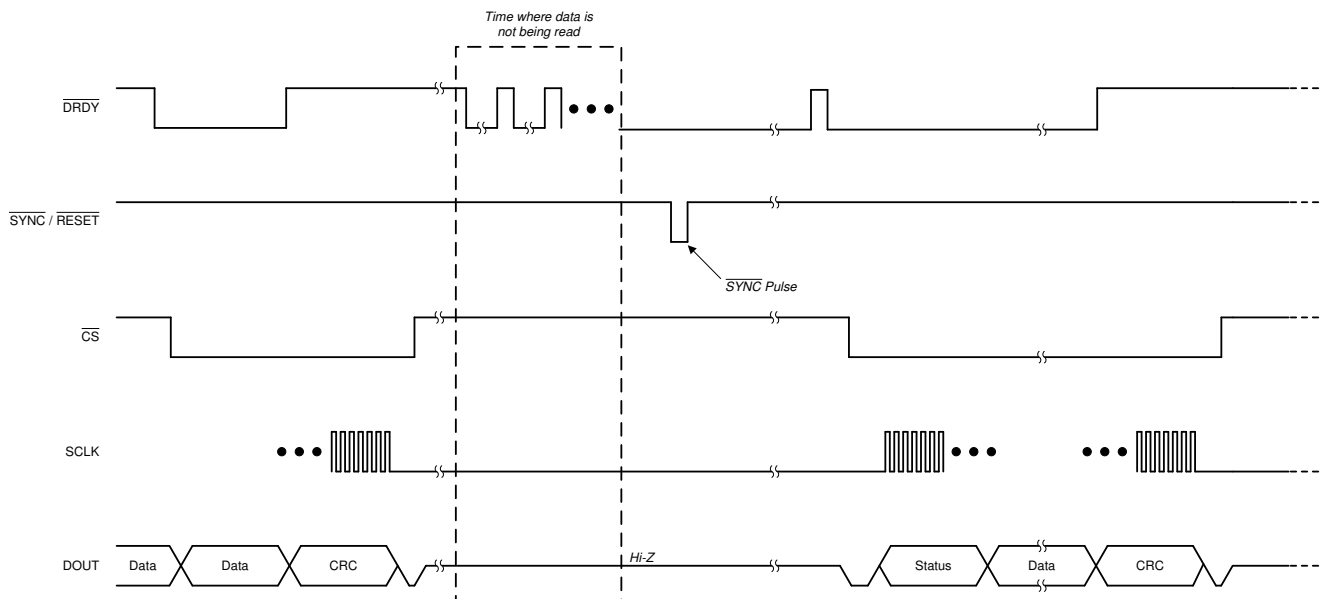 Time where data is
not being read
DRDY
SYNC / RESET
SYNC Pulse
CS
SCLK
DOUT
Data
Data
CRC
Hi-Z
Status
Data
CRC